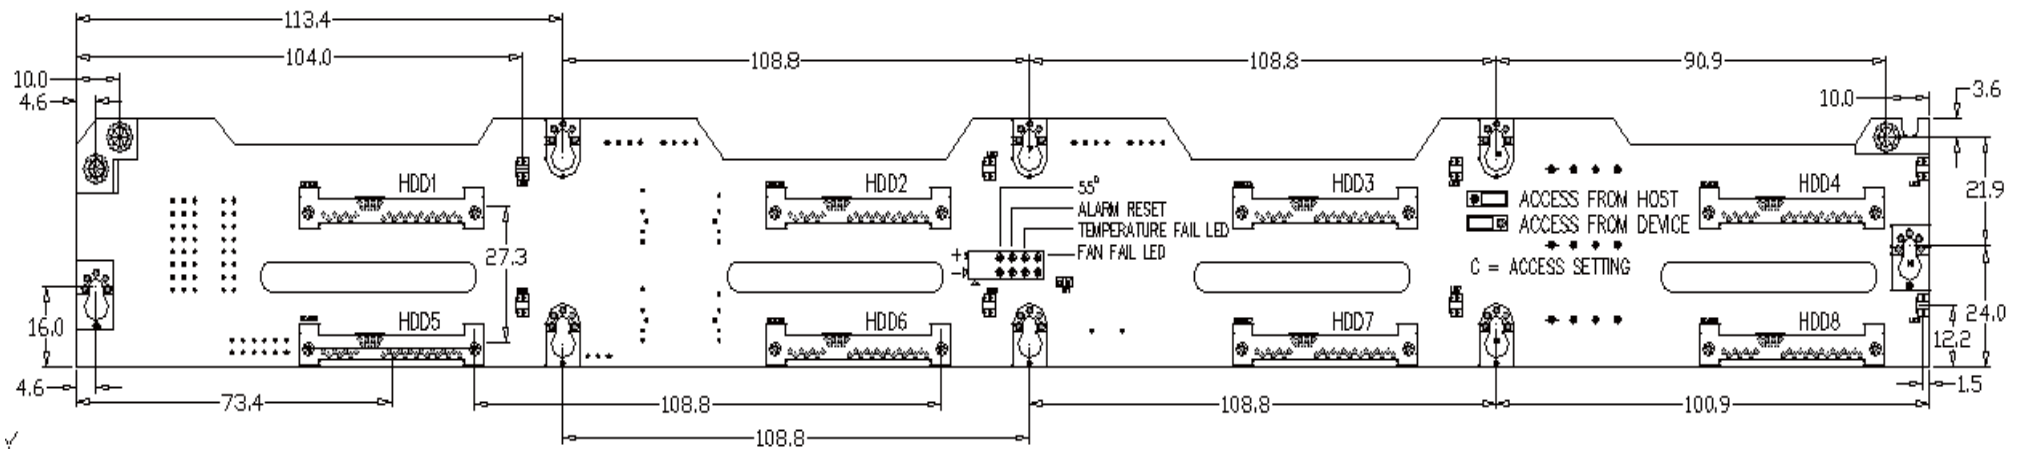 113.4
104.0
108.8
108.8
90.9
10.0
4.6
10.0
3.6
HDD1
HDD2
HDD3
HDD4
55°
ALARM RESET
TEMPERATURE FAIL LED
FAN FAIL LED
ACCESS FROM HOST
ACCESS FROM DEVICE
C = ACCESS SETTING
21.9
27.3
+
-
16.0
HDD5
HDD6
HDD7
HDD8
24.0
12.2
4.6
73.4
108.8
108.8
100.9
1.5
108.8